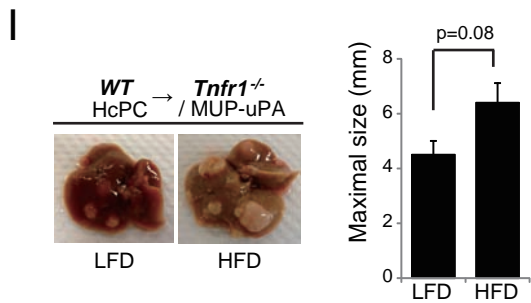 I
WT → Tnfr1-/-
HcPC / MUP-uPA
LFD HFD
p=0.08
Maximal size (mm)
8
6
4
2
0
LFD HFD